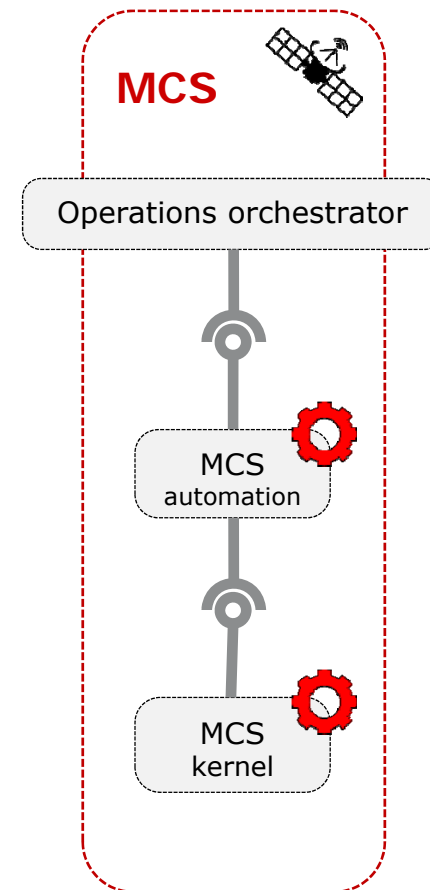 MCS
Operations orchestrator
MCS
automation
MCS
kernel